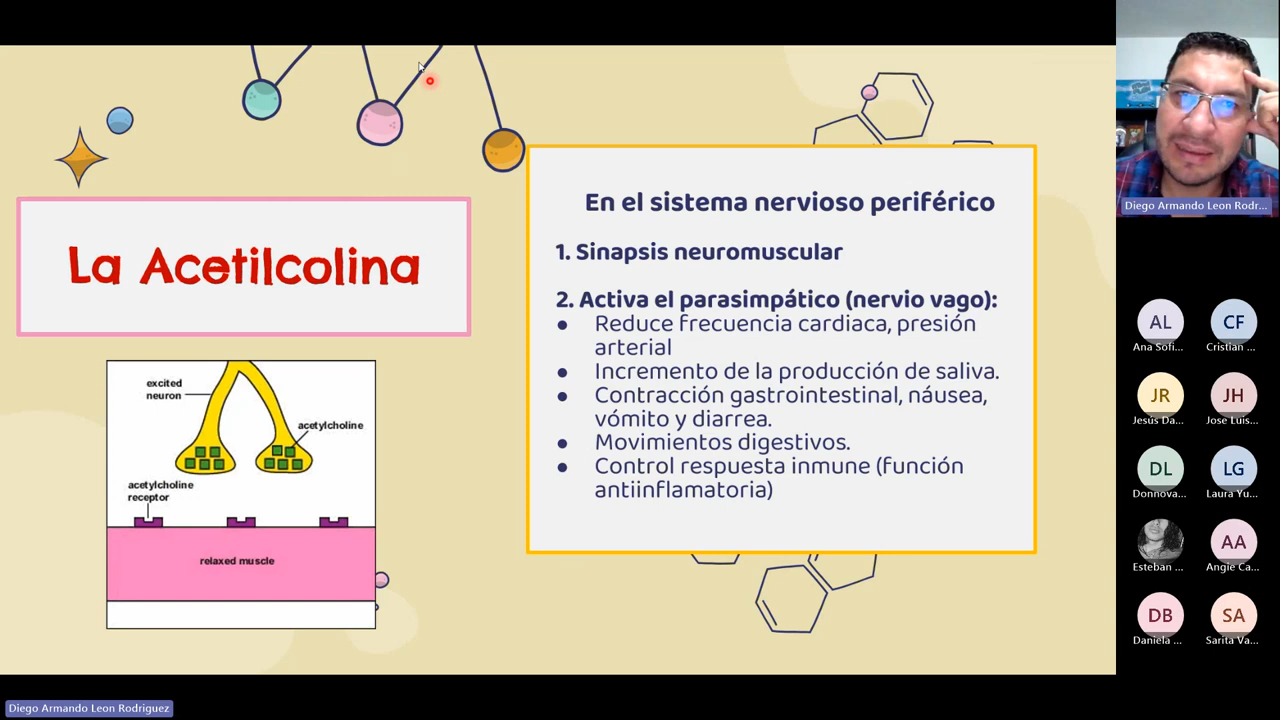 La Acetilcolina
En el sistema nervioso periférico
1. Sinapsis neuromuscular
2. Activa el parasimpático (nervio vago):
● Reduce frecuencia cardiaca, presión
arterial
● Incremento de la producción de saliva.
● Contracción gastrointestinal, náusea,
vómito y diarrea.
● Movimientos digestivos.
● Control respuesta inmune (función
antiinflamatoria)
excited
neuron
acetylcholine
acetylcholine
receptor
relaxed muscle
Diego Armando Leon Rodr...
AL
CF
Ana Sofi...
Cristian ...
JR
JH
Jesús Da...
Jose Luis...
DL
LG
Donnova...
Laura Yu...
AA
Esteban ...
Angie Ca...
DB
SA
Daniela ...
Sarita Va...
Diego Armando Leon Rodriguez